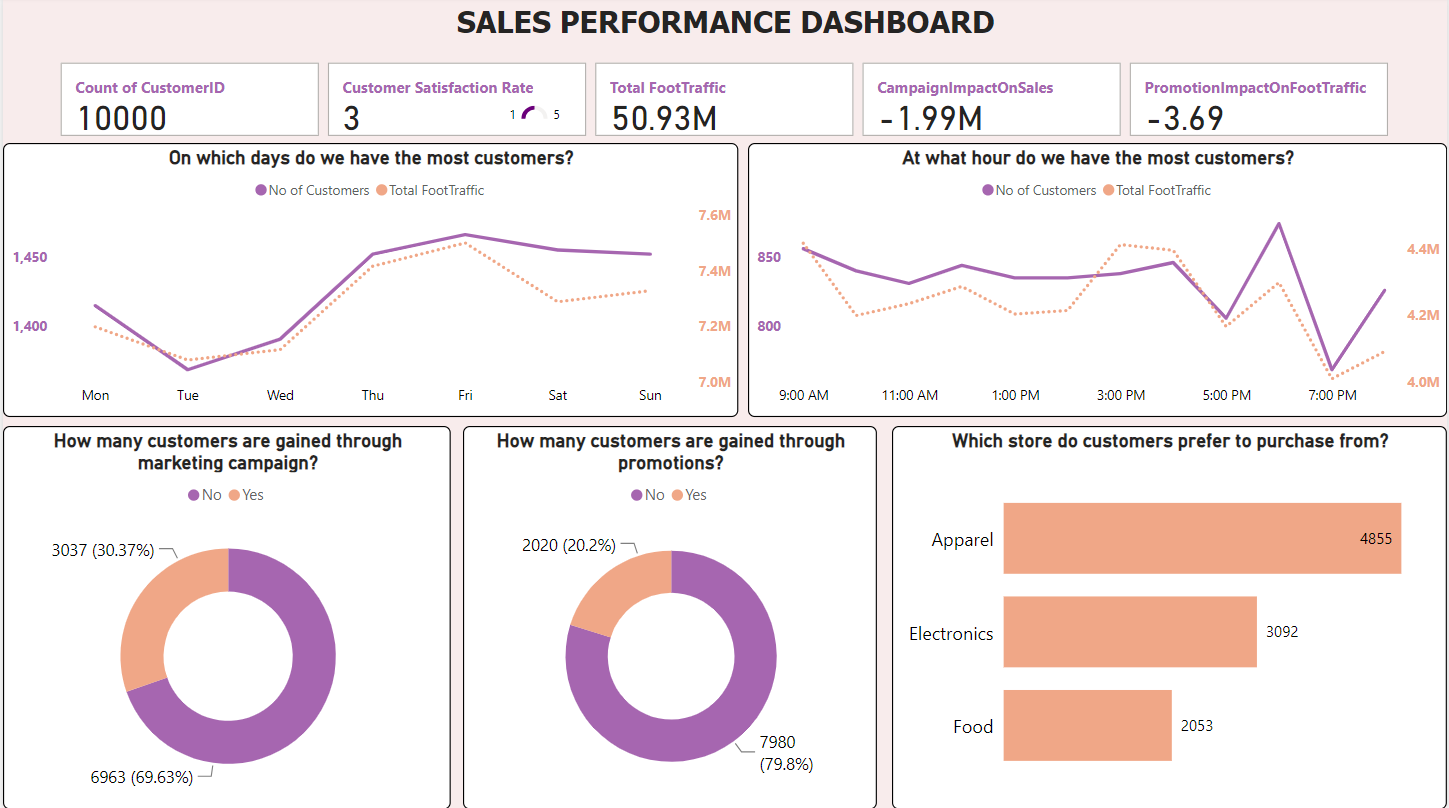 SALES PERFORMANCE DASHBOARD
Count of CustomerID
10000
Customer Satisfaction Rate
3
1 5
Total FootTraffic
50.93M
CampaignImpactOnSales
-1.99M
PromotionImpactOnFootTraffic
-3.69
On which days do we have the most customers?
No of Customers Total FootTraffic
7.6M
1,450
7.4M
1,400
7.2M
7.0M
Mon Tue Wed Thu Fri Sat Sun
At what hour do we have the most customers?
No of Customers Total FootTraffic
850
4.4M
800
4.2M
4.0M
9:00 AM 11:00 AM 1:00 PM 3:00 PM 5:00 PM 7:00 PM
How many customers are gained through
marketing campaign?
No Yes
3037 (30.37%)
6963 (69.63%)
How many customers are gained through
promotions?
No Yes
2020 (20.2%)
7980
(79.8%)
Which store do customers prefer to purchase from?
Apparel 4855
Electronics 3092
Food 2053